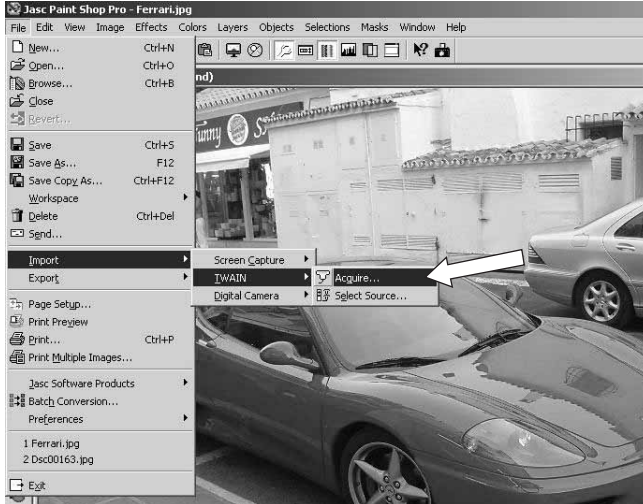 Jasc Paint Shop Pro - Ferrari.jpg
File Edit View Image Effects Colors Layers Objects Selections Masks Window Help
nd)
New... Ctrl+N
Open... Ctrl+O
Browse... Ctrl+B
Close
Revert...
Save Ctrl+S
Save As... F12
Save Copy As... Ctrl+F12
Workspace
Delete Ctrl+Del
Send...
Import
Export
Screen Capture
TWAIN
Digital Camera
Acquire...
Select Source...
Page Setup...
Print Preview
Print... Ctrl+P
Print Multiple Images...
Jasc Software Products
Batch Conversion...
Preferences
1 Ferrari.jpg
2 Dsc00163.jpg
Exit